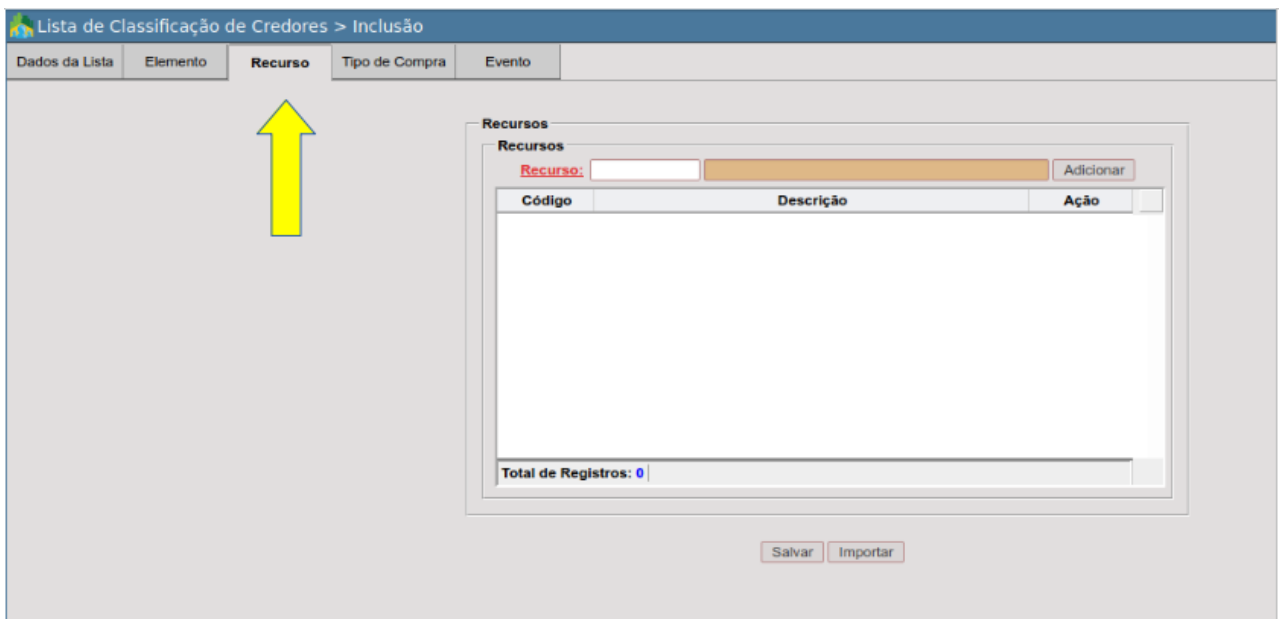 Lista de Classificação de Credores > Inclusão
Dados da Lista Elemento Recurso Tipo de Compra Evento
Recursos
Recursos
Recurso: Adicionar
Código Descrição Ação
Total de Registros: 0
Salvar Importar